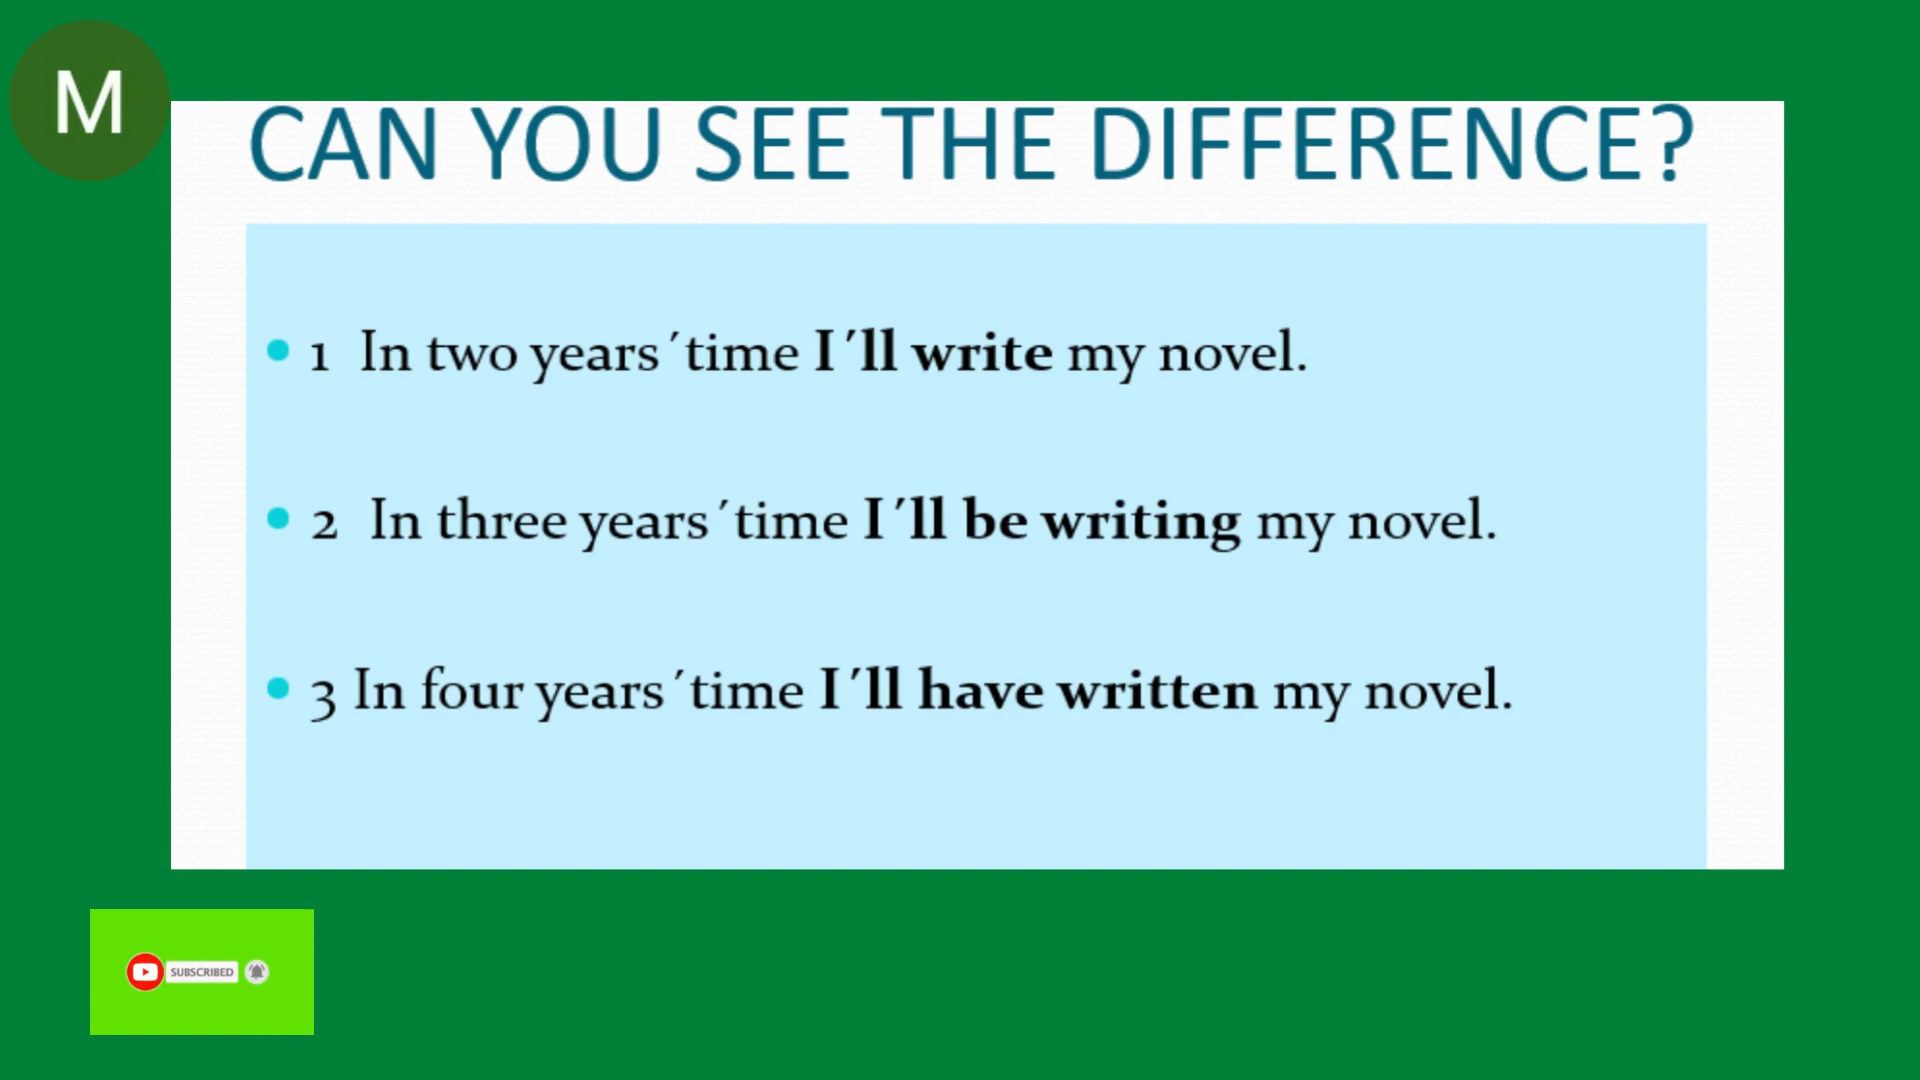 M
CAN YOU SEE THE DIFFERENCE?
• 1 In two years´time I´ll write my novel.
• 2 In three years´time I´ll be writing my novel.
• 3 In four years´time I´ll have written my novel.
SUBSCRIBED